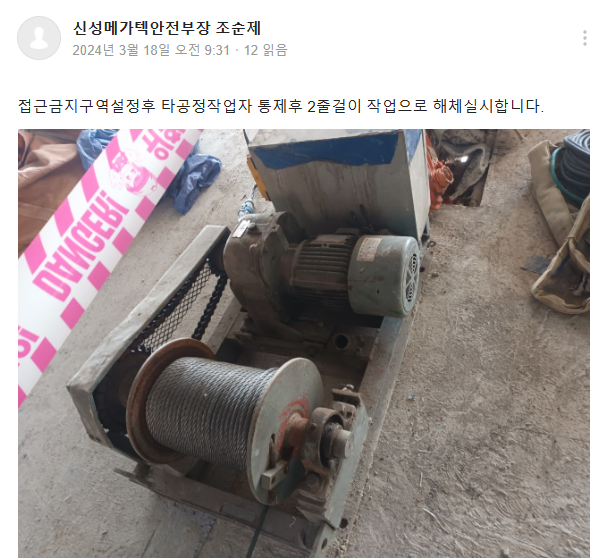 신성메가텍안전부장 조순제
2024년 3월 18일 오전 9:31 · 12 읽음
접근금지구역설정후 타공정작업자 통제후 2줄걸이 작업으로 해체실시합니다.
DANGER!